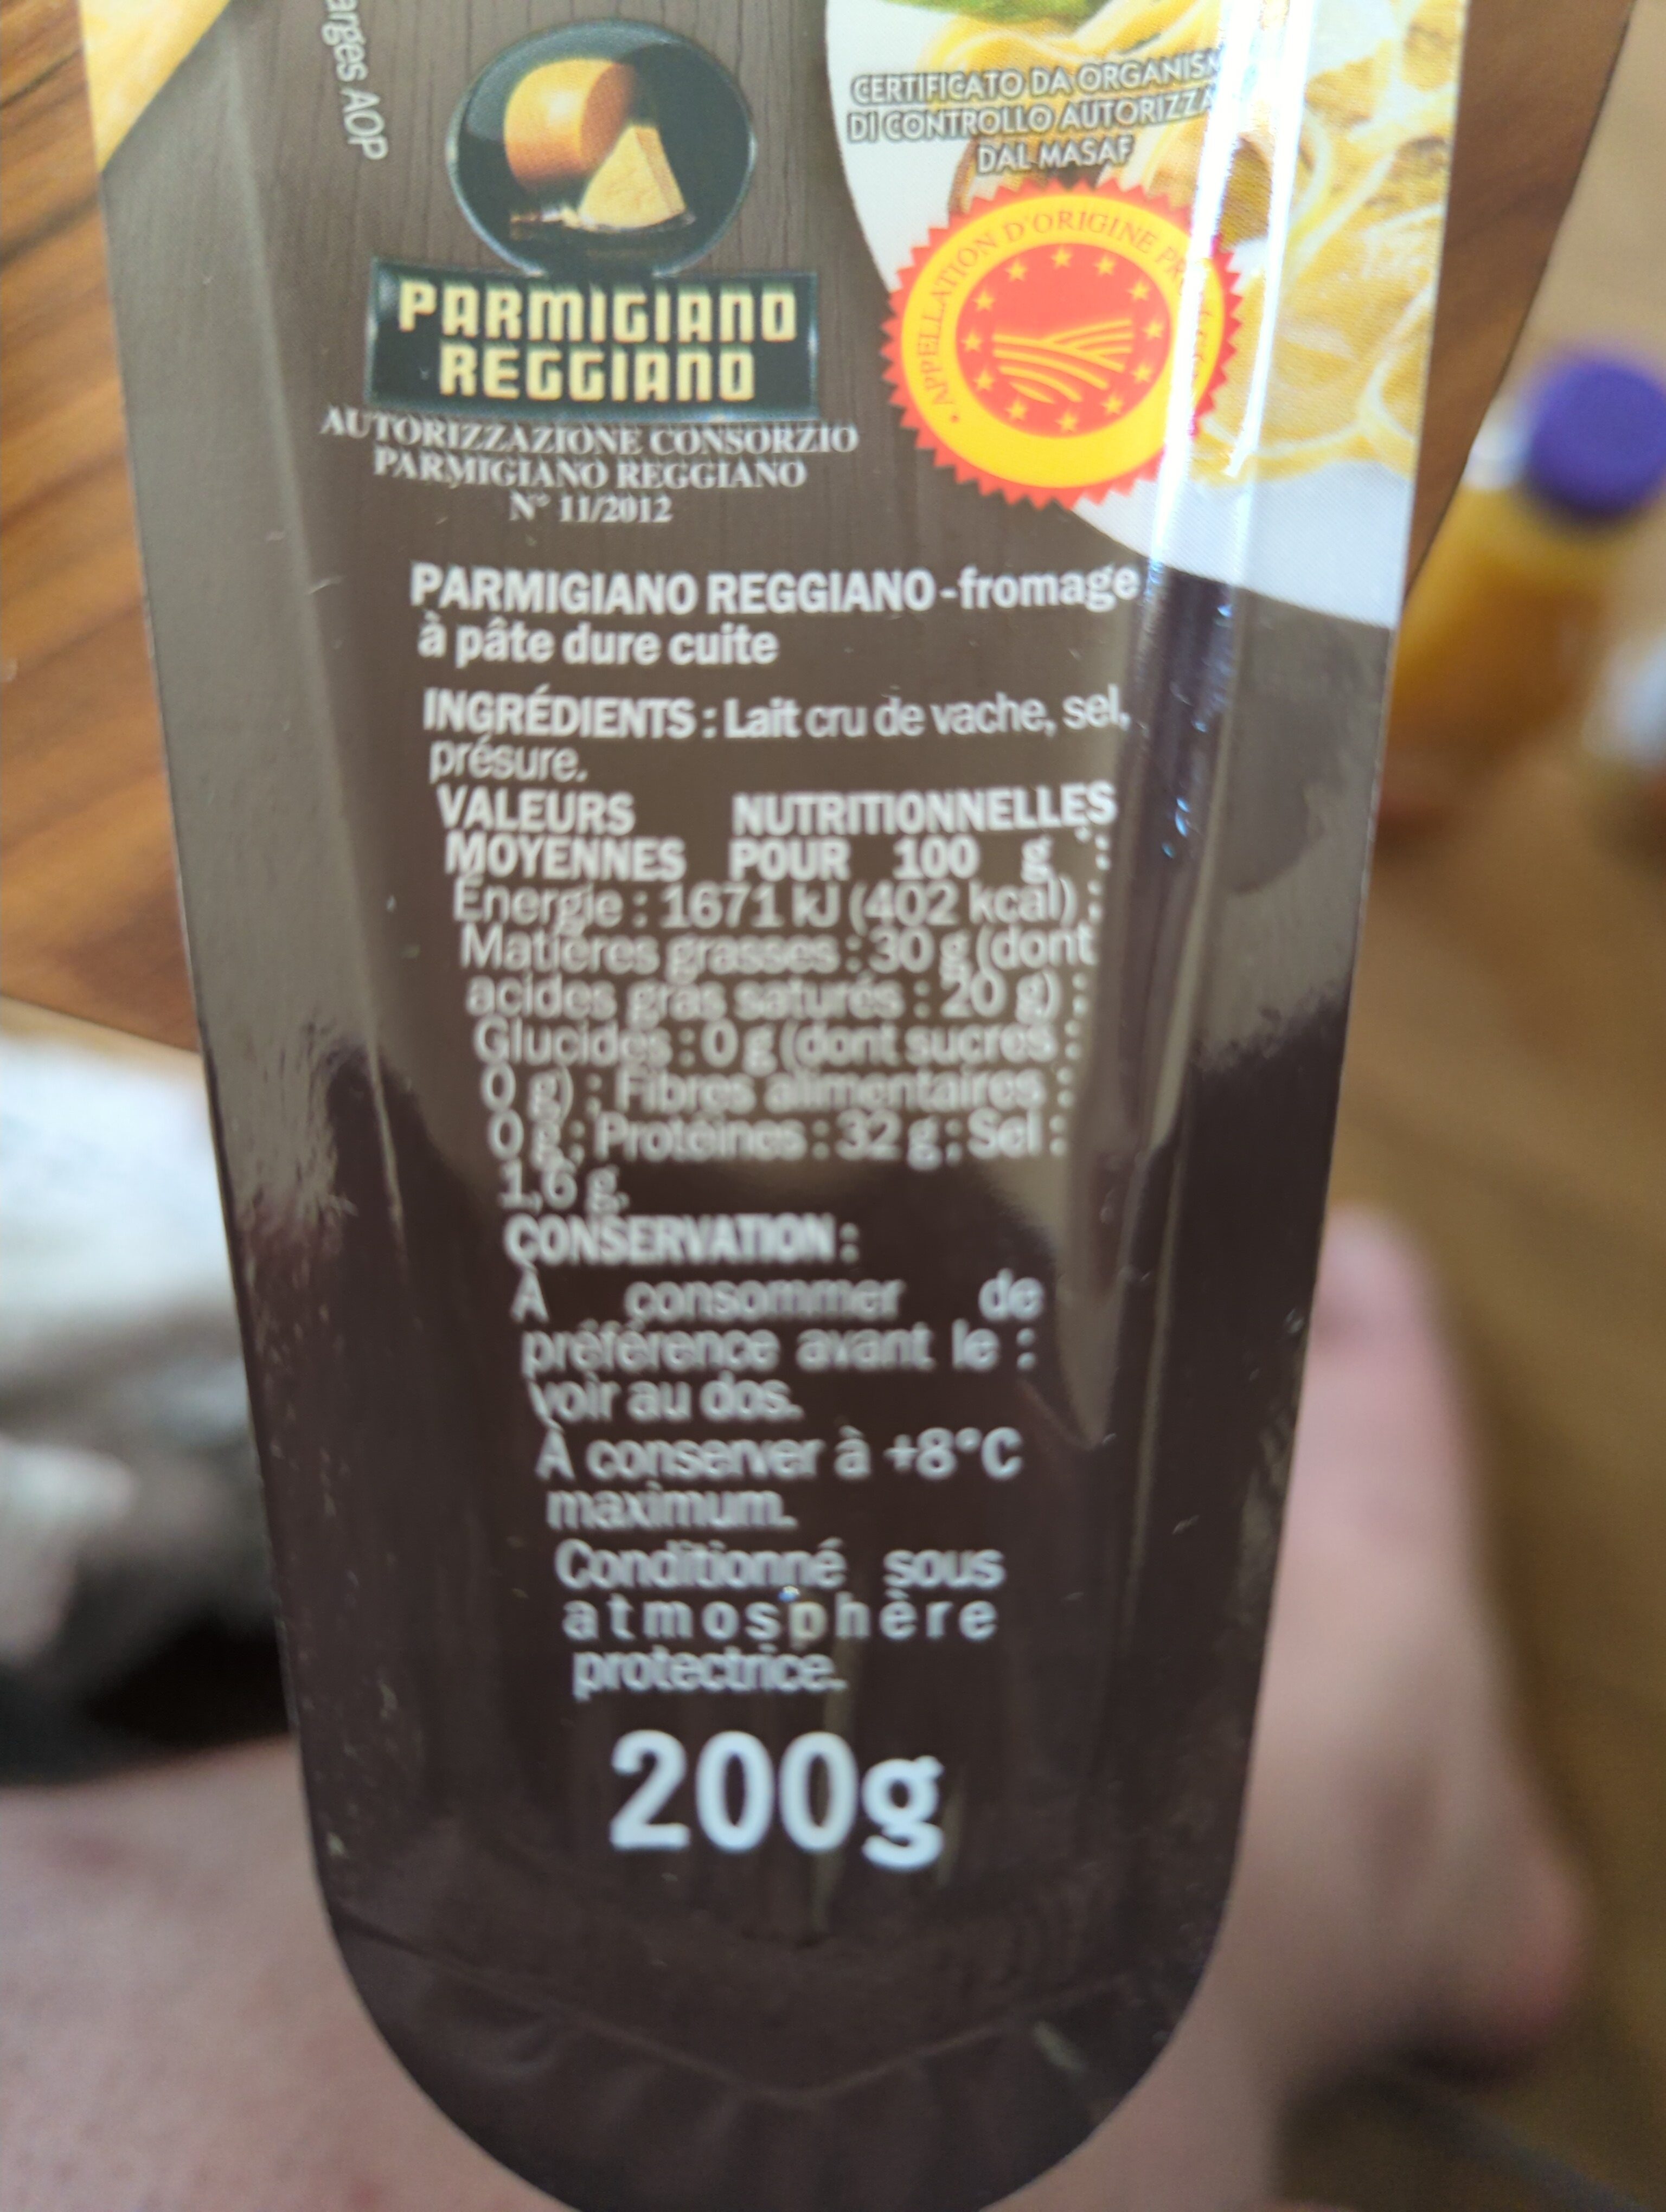 arges AOP
CERTIFICATO DA
DI CONTROLLO
DAL MASAF
APPELLATION D'ORIGINE
PARMIGIANO
REGGIANO
AUTORIZZAZIONE CONSORZIO
PARMIGIANO REGGIANO
N° 11/2012
PARMIGIANO REGGIANO - fromage
à pâte dure cuite
INGRÉDIENTS : Lait cru de vache, sel,
présure.
VALEURS NUTRITIONNELLES
MOYENNES POUR 100 g :
Énergie : 1671 kJ (402 kcal) ;
Matières grasses : 30 g (dont
acides gras saturés : 20 g) ;
Glucides : 0 g (dont sucres :
0 g) ; Fibres alimentaires :
0 g ; Protéines : 32 g ; Sel :
1,6 g.
CONSERVATION :
À consommer de
préférence avant le :
voir au dos.
À conserver à +8°C
maximum.
Conditionné sous
atmosphère
protectrice.
200g